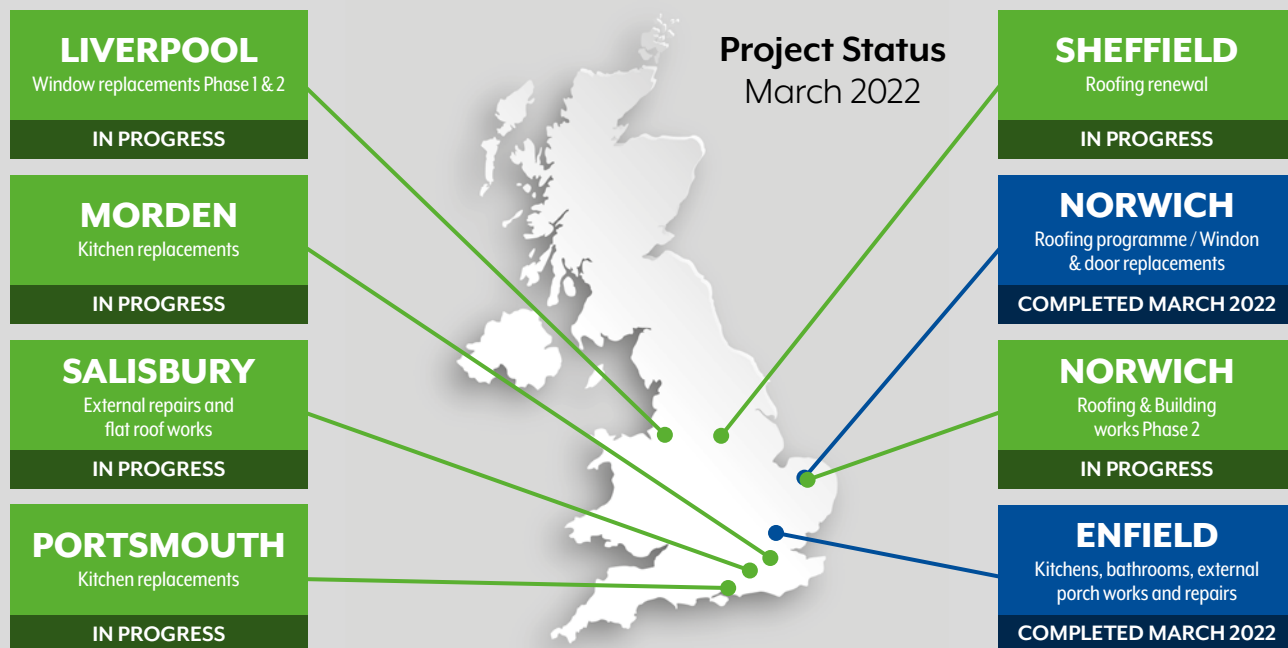 Project Status
March 2022
LIVERPOOL
Window replacements Phase 1 & 2
IN PROGRESS
MORDEN
Kitchen replacements
IN PROGRESS
SALISBURY
External repairs and
flat roof works
IN PROGRESS
PORTSMOUTH
Kitchen replacements
IN PROGRESS
SHEFFIELD
Roofing renewal
IN PROGRESS
NORWICH
Roofing programme / Windon
& door replacements
COMPLETED MARCH 2022
NORWICH
Roofing & Building
works Phase 2
IN PROGRESS
ENFIELD
Kitchens, bathrooms, external
porch works and repairs
COMPLETED MARCH 2022